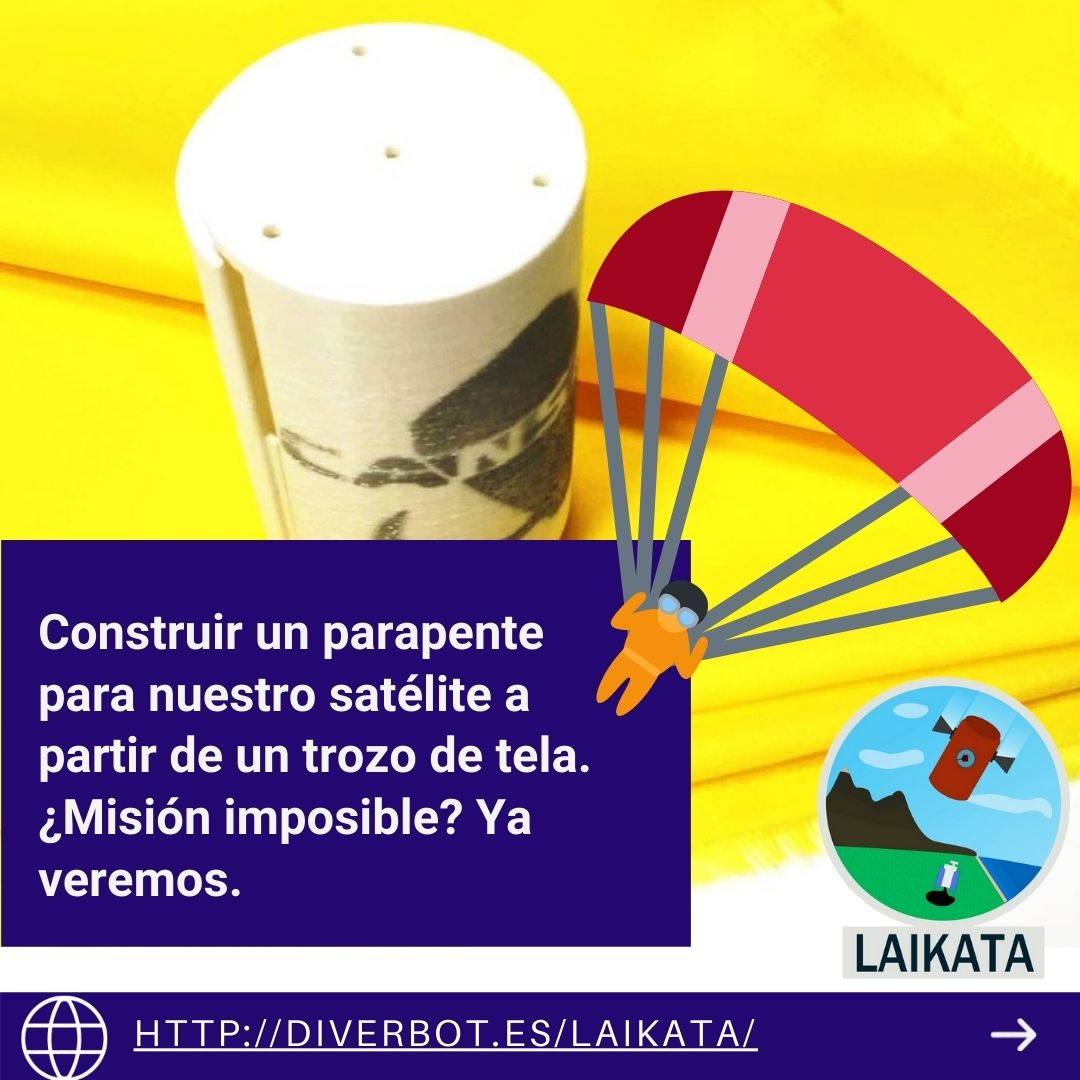 Construir un parapente
para nuestro satélite a
partir de un trozo de tela.
¿Misión imposible? Ya
veremos.
LAIKATA
HTTP://DIVERBOT.ES/LAIKATA/